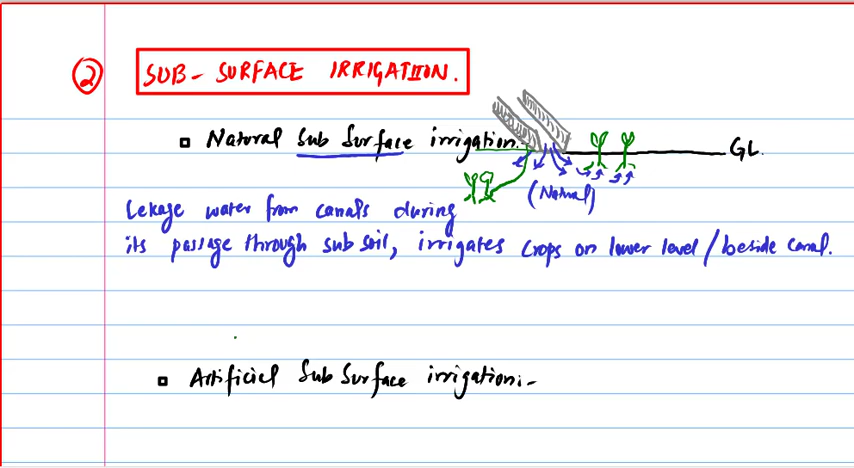 2 SUB - SURFACE IRRIGATION.
Natural Sub Surface irrigation:
GL.
(Natural)
Lekage water from canals during
its passage through sub soil, irrigates crops on lower level / beside canal.
Artificial Sub Surface irrigation:-